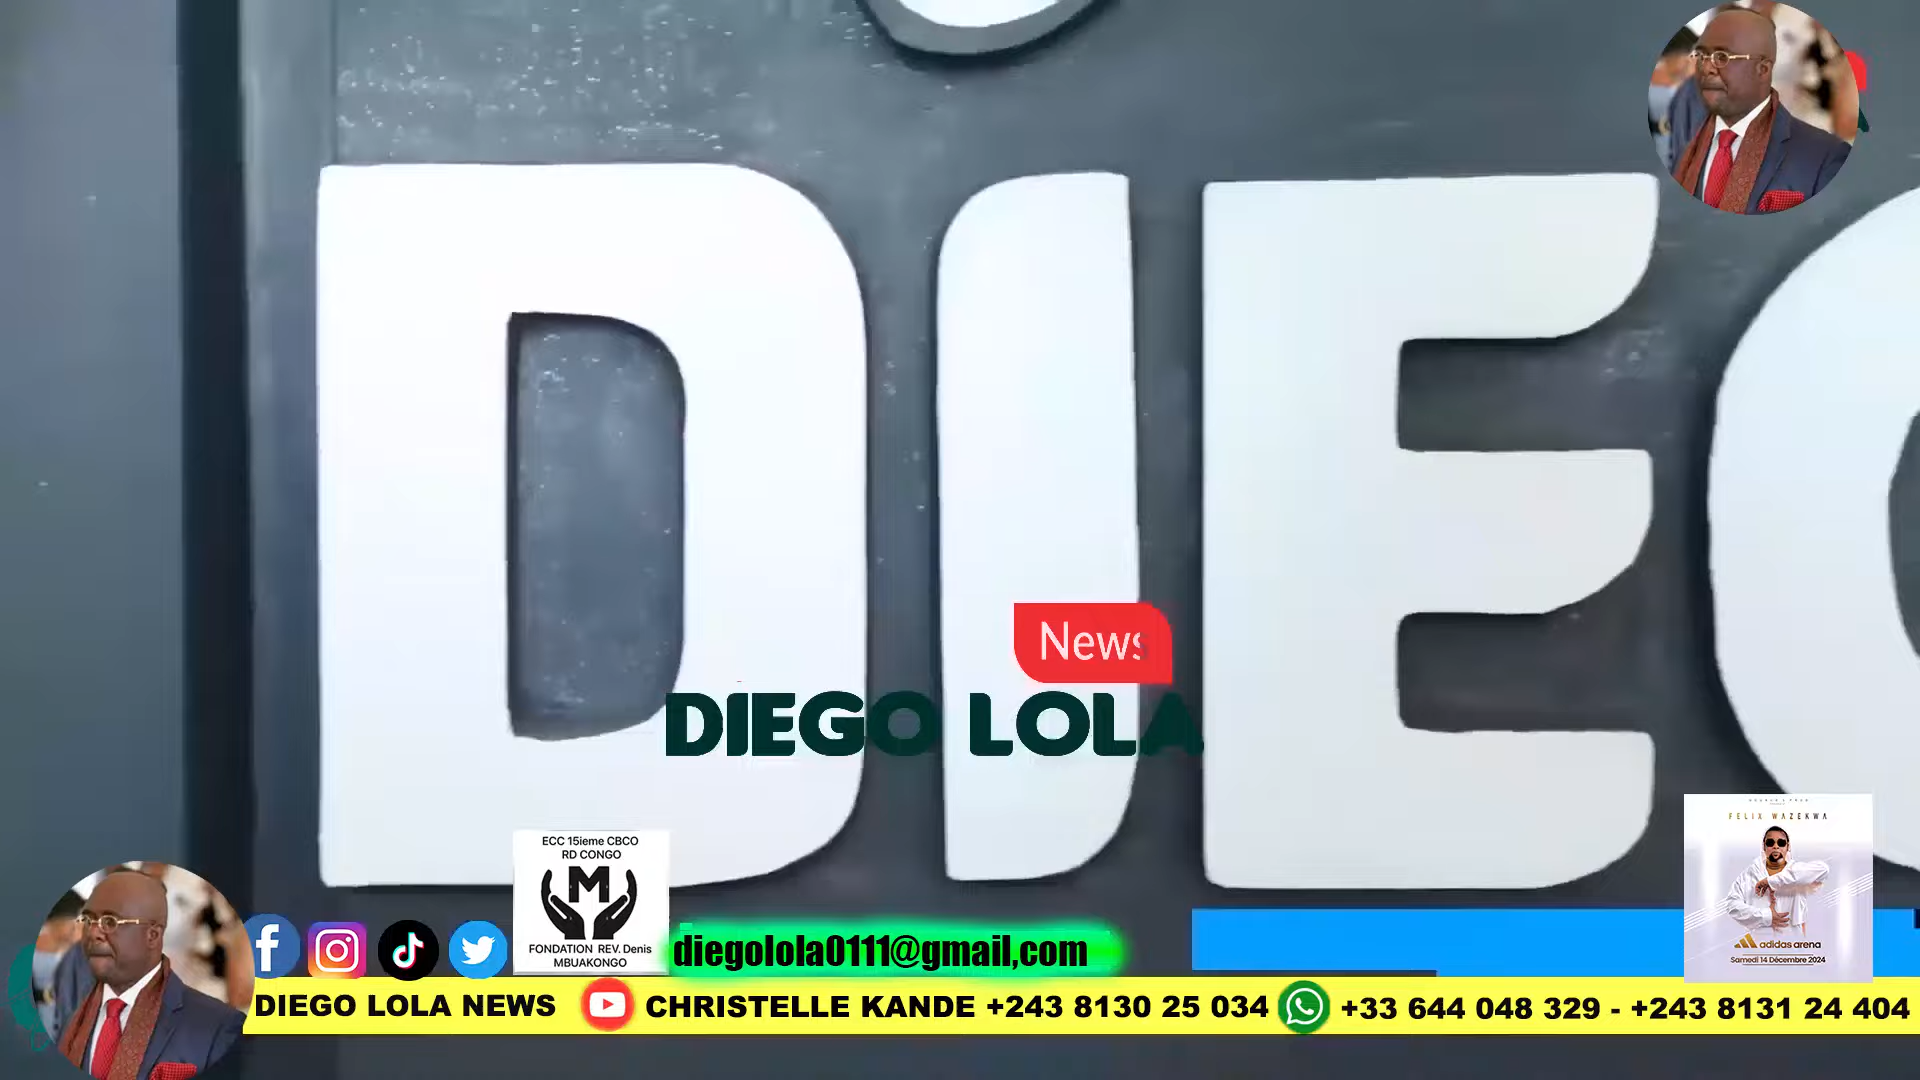 DIEG
News
DIEGO LOLA
FELIX WAZEKWA
adidas arena
Samedi 14 Décembre 2024
ECC 15ieme CBCO
RD CONGO
M
FONDATION REV. Denis
MBUAKONGO
diegolola0111@gmail,com
DIEGO LOLA NEWS
CHRISTELLE KANDE +243 8130 25 034
+33 644 048 329 - +243 8131 24 404